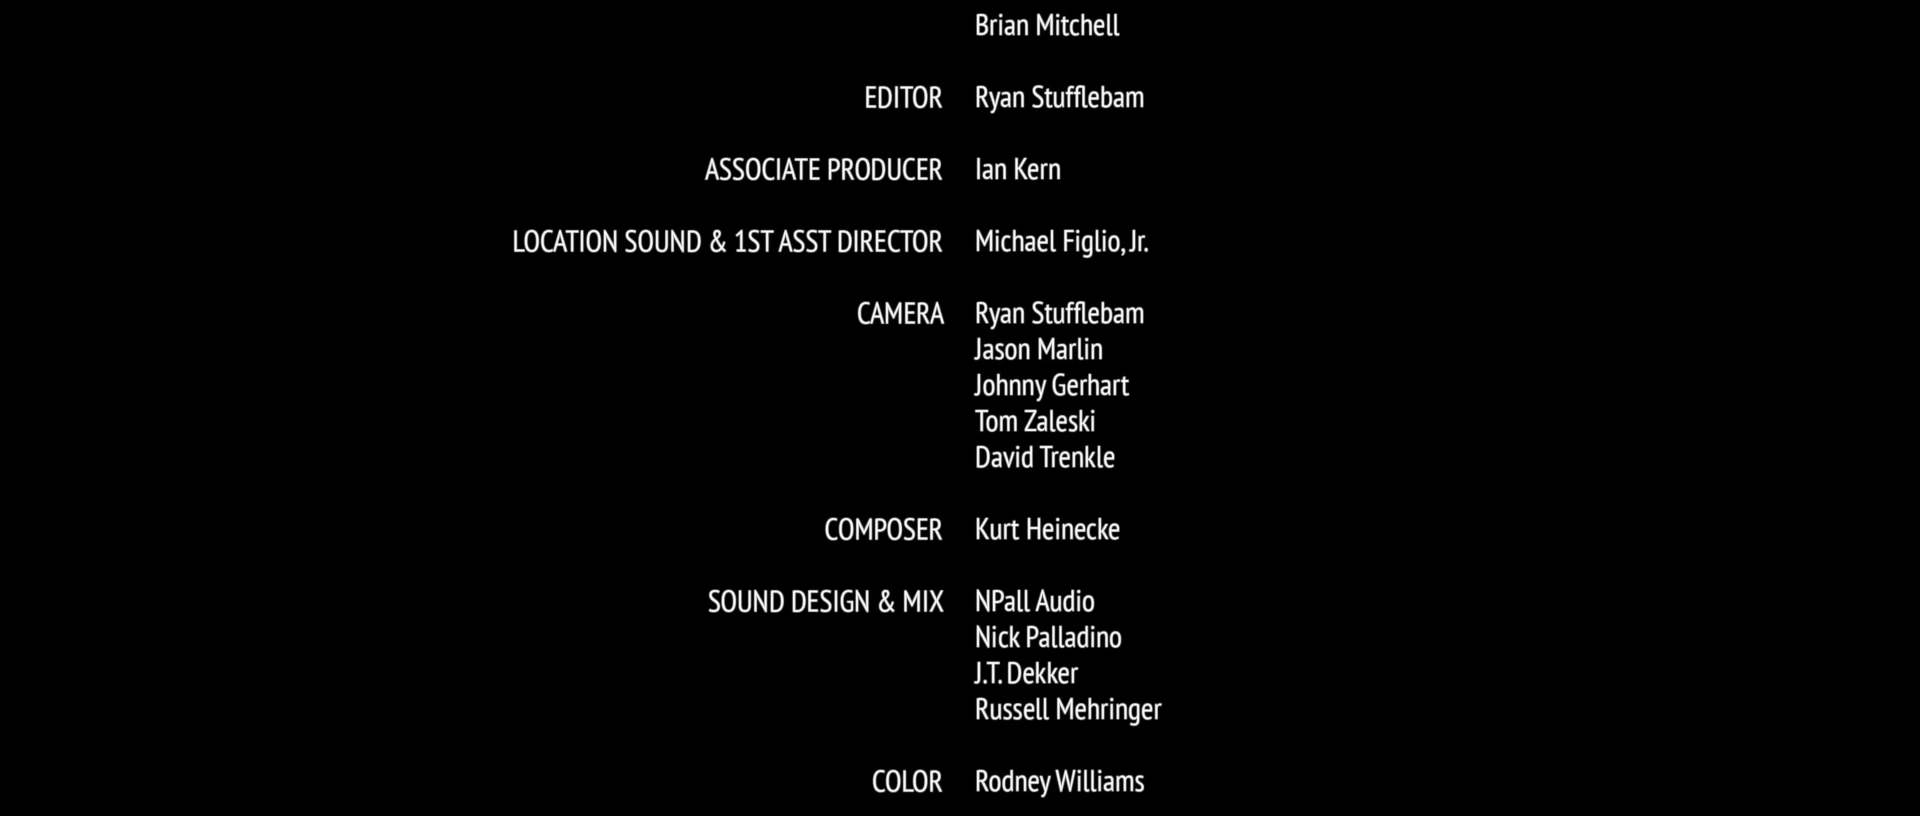 Brian Mitchell
EDITOR Ryan Stufflebam
ASSOCIATE PRODUCER Ian Kern
LOCATION SOUND & 1ST ASST DIRECTOR Michael Figlio, Jr.
CAMERA Ryan Stufflebam
Jason Marlin
Johnny Gerhart
Tom Zaleski
David Trenkle
COMPOSER Kurt Heinecke
SOUND DESIGN & MIX NPall Audio
Nick Palladino
J.T. Dekker
Russell Mehringer
COLOR Rodney Williams